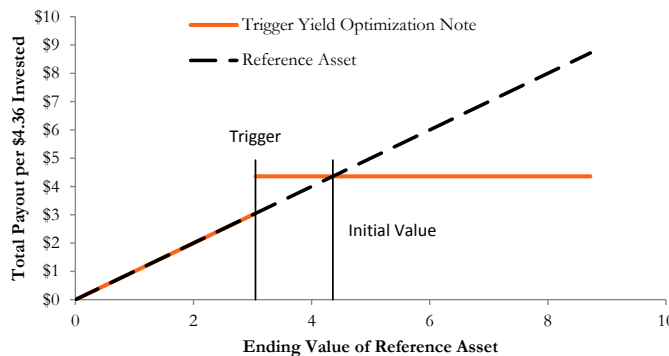 $10
$9
$8
$7
$6
$5
$4
$3
$2
$1
$0
Total Payout per $4.36 Invested
Trigger Yield Optimization Note
Reference Asset
Trigger
Initial Value
0 2 4 6 8 10
Ending Value of Reference Asset